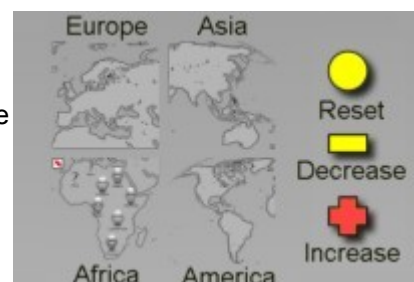 Europe Asia
e
Reset
Decrease
Increase
Africa America